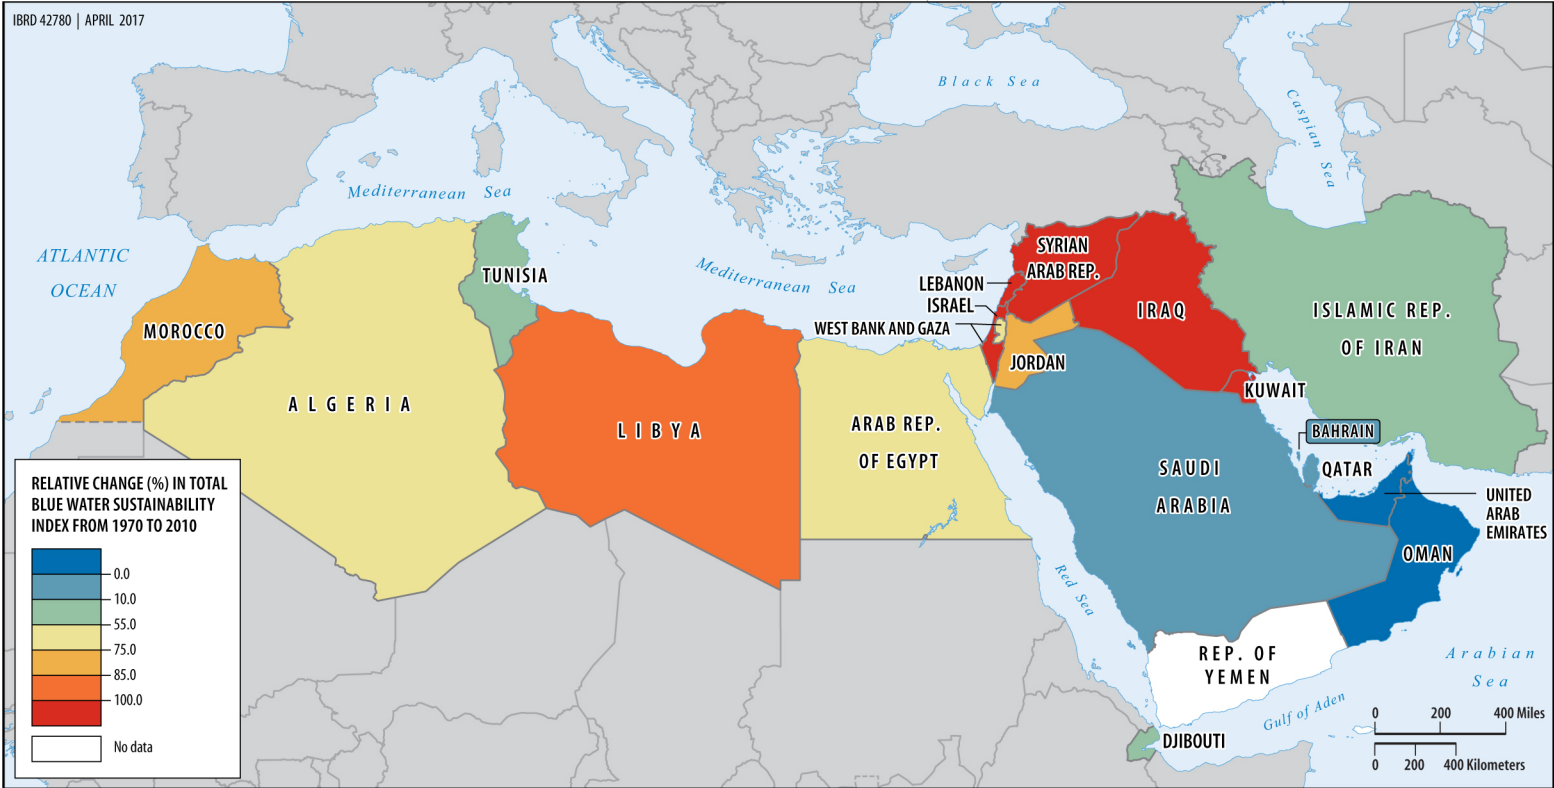 IBRD 42780 | APRIL 2017
Black Sea
Caspian Sea
Mediterranean Sea
ATLANTIC
OCEAN
TUNISIA
Mediterranean Sea
SYRIAN
ARAB REP.
LEBANON
ISRAEL
WEST BANK AND GAZA
MOROCCO
IRAQ
ISLAMIC REP.
OF IRAN
JORDAN
KUWAIT
ALGERIA
LIBYA
ARAB REP.
OF EGYPT
BAHRAIN
QATAR
SAUDI
ARABIA
UNITED
ARAB
EMIRATES
OMAN
Red Sea
REP. OF
YEMEN
Arabian
Sea
Gulf of Aden
DJIBOUTI
RELATIVE CHANGE (%) IN TOTAL
BLUE WATER SUSTAINABILITY
INDEX FROM 1970 TO 2010
0.0
10.0
55.0
75.0
85.0
100.0
No data
0 200 400 Miles
0 200 400 Kilometers